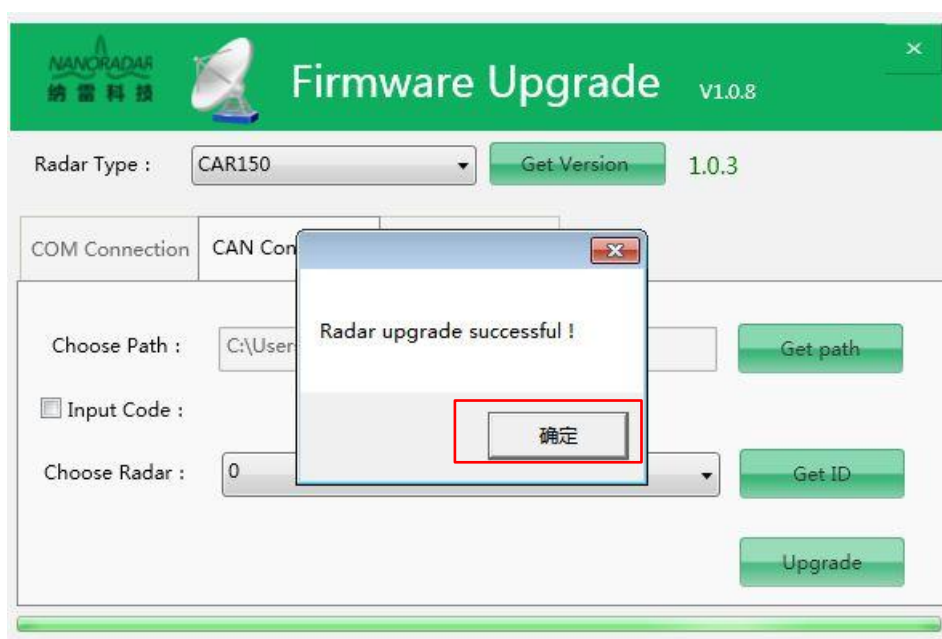 NANORADAR
纳雷科技
Firmware Upgrade V1.0.8
Radar Type : CAR150 Get Version 1.0.3
COM Connection CAN Con
Radar upgrade successful !
Choose Path : C:\User Get path
Input Code :
确定
Choose Radar : 0 Get ID
Upgrade